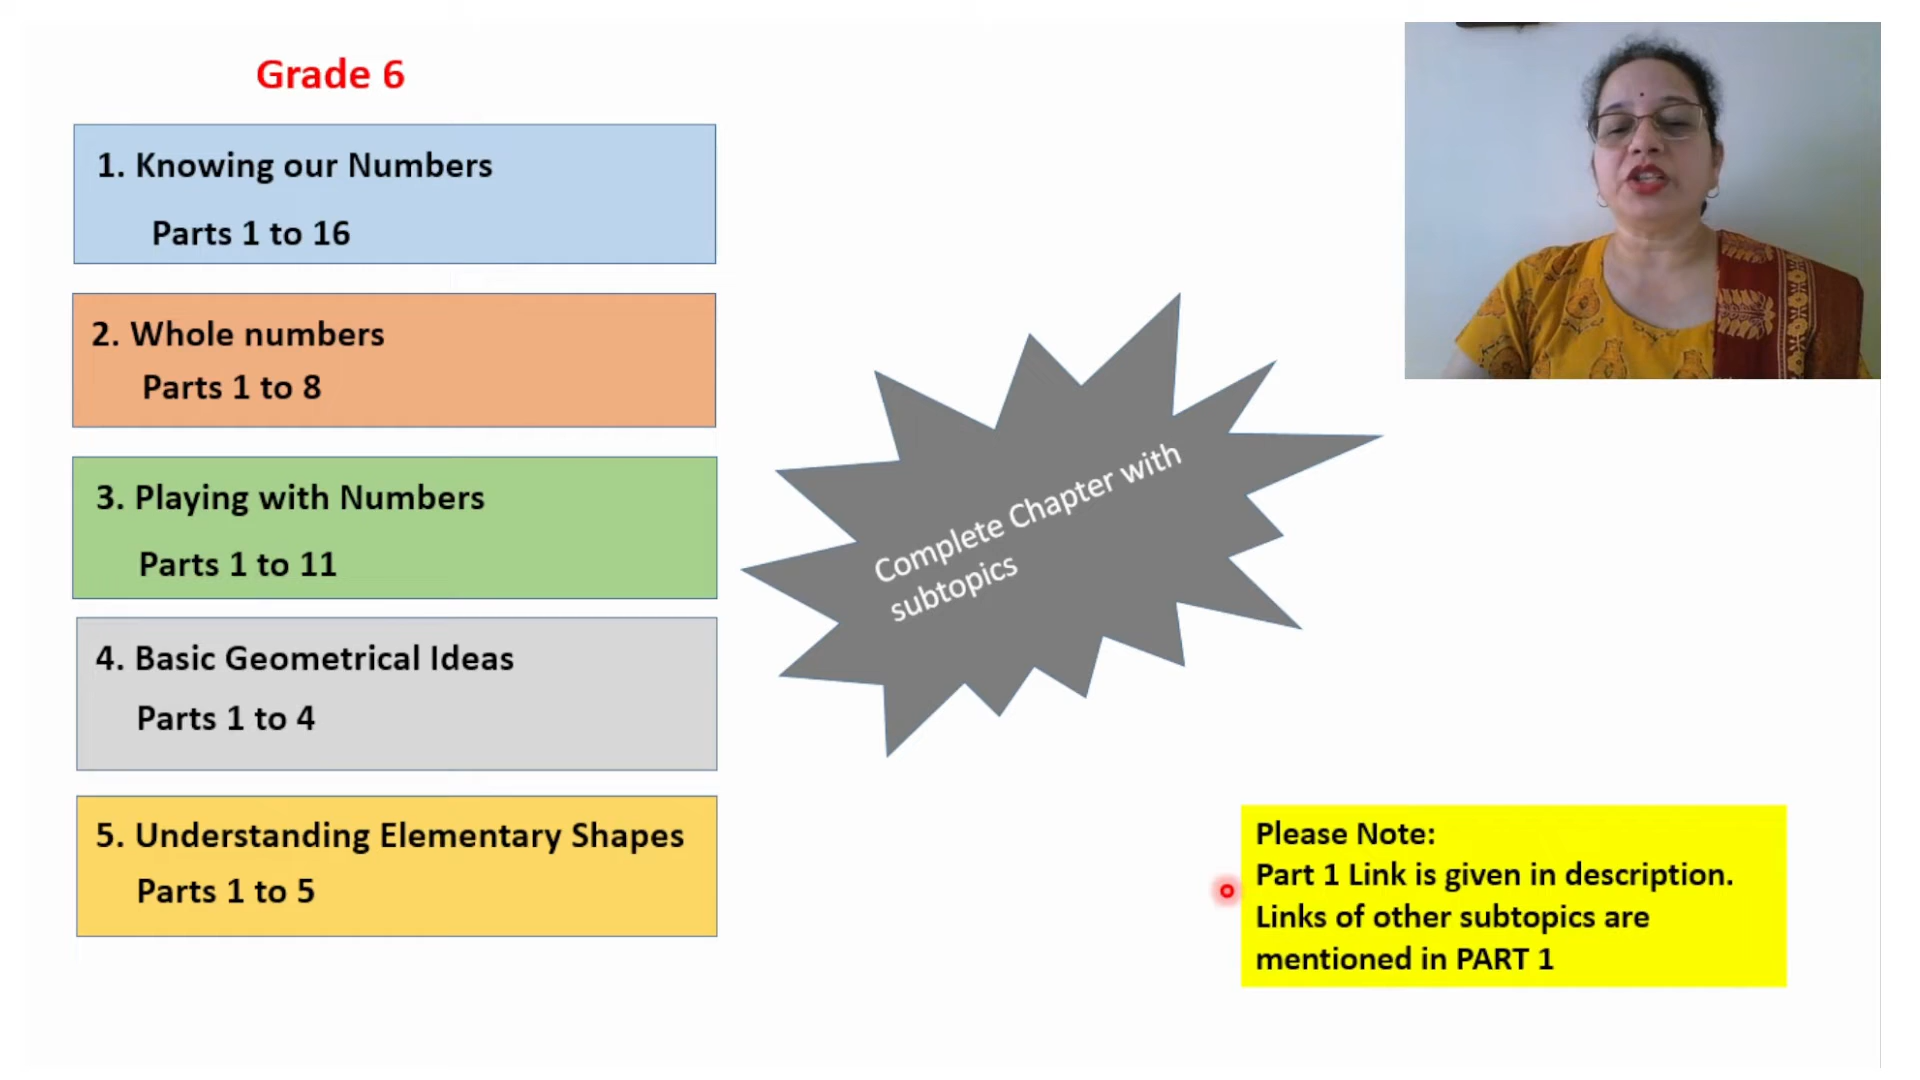 Grade 6
1. Knowing our Numbers
Parts 1 to 16
2. Whole numbers
Parts 1 to 8
3. Playing with Numbers
Parts 1 to 11
4. Basic Geometrical Ideas
Parts 1 to 4
5. Understanding Elementary Shapes
Parts 1 to 5
Complete Chapter with
subtopics
Please Note:
Part 1 Link is given in description.
Links of other subtopics are
mentioned in PART 1